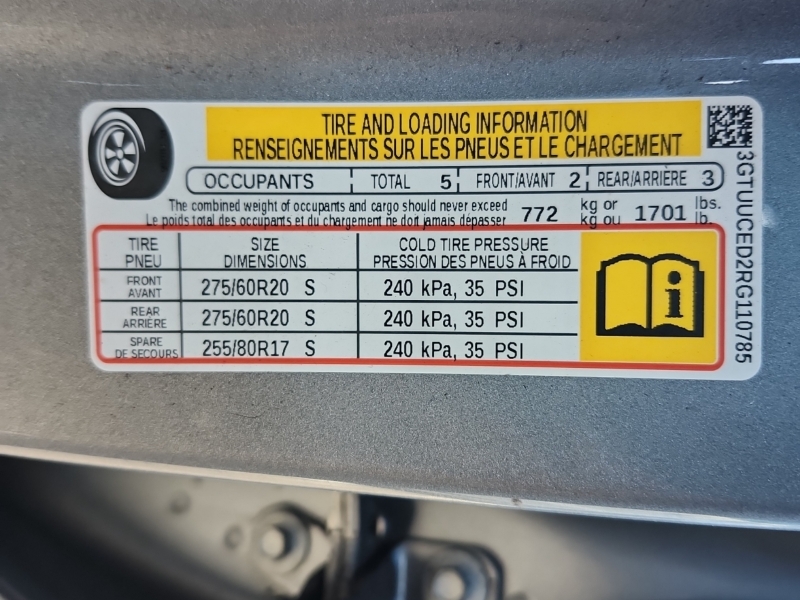 TIRE AND LOADING INFORMATION
RENSEIGNEMENTS SUR LES PNEUS ET LE CHARGEMENT
OCCUPANTS TOTAL 5 FRONT/AVANT 2 REAR/ARRIÈRE 3
The combined weight of occupants and cargo should never exceed 772 kg or 1701 lbs.
Le poids total des occupants et du chargement ne doit jamais dépasser kg ou lb.
TIRE SIZE COLD TIRE PRESSURE
PNEU DIMENSIONS PRESSION DES PNEUS À FROID
FRONT
AVANT 275/60R20 S 240 kPa, 35 PSI
REAR
ARRIÈRE 275/60R20 S 240 kPa, 35 PSI
SPARE
DE SECOURS 255/80R17 S 240 kPa, 35 PSI
i
3GTUUCED2RG110785